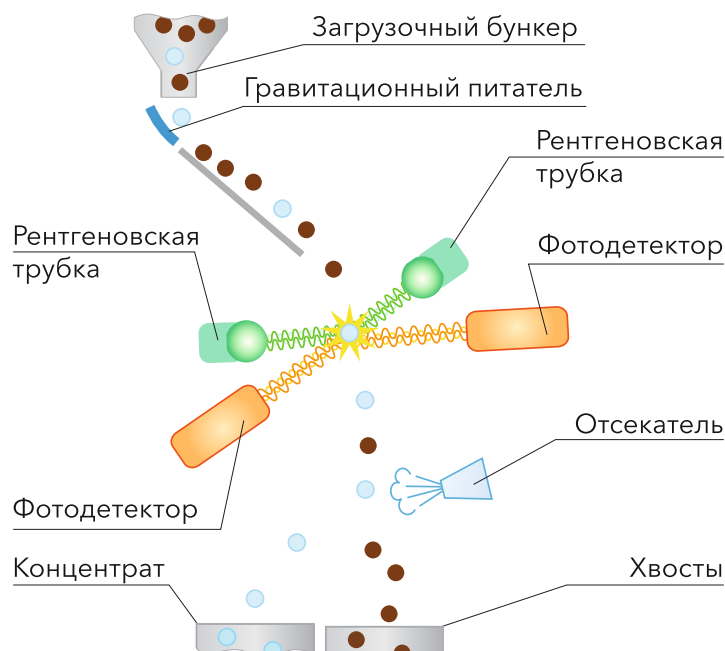 Загрузочный бункер
Гравитационный питатель
Рентгеновская
трубка
Рентгеновская
трубка
Фотодетектор
Отсекатель
Фотодетектор
Концентрат
Хвосты